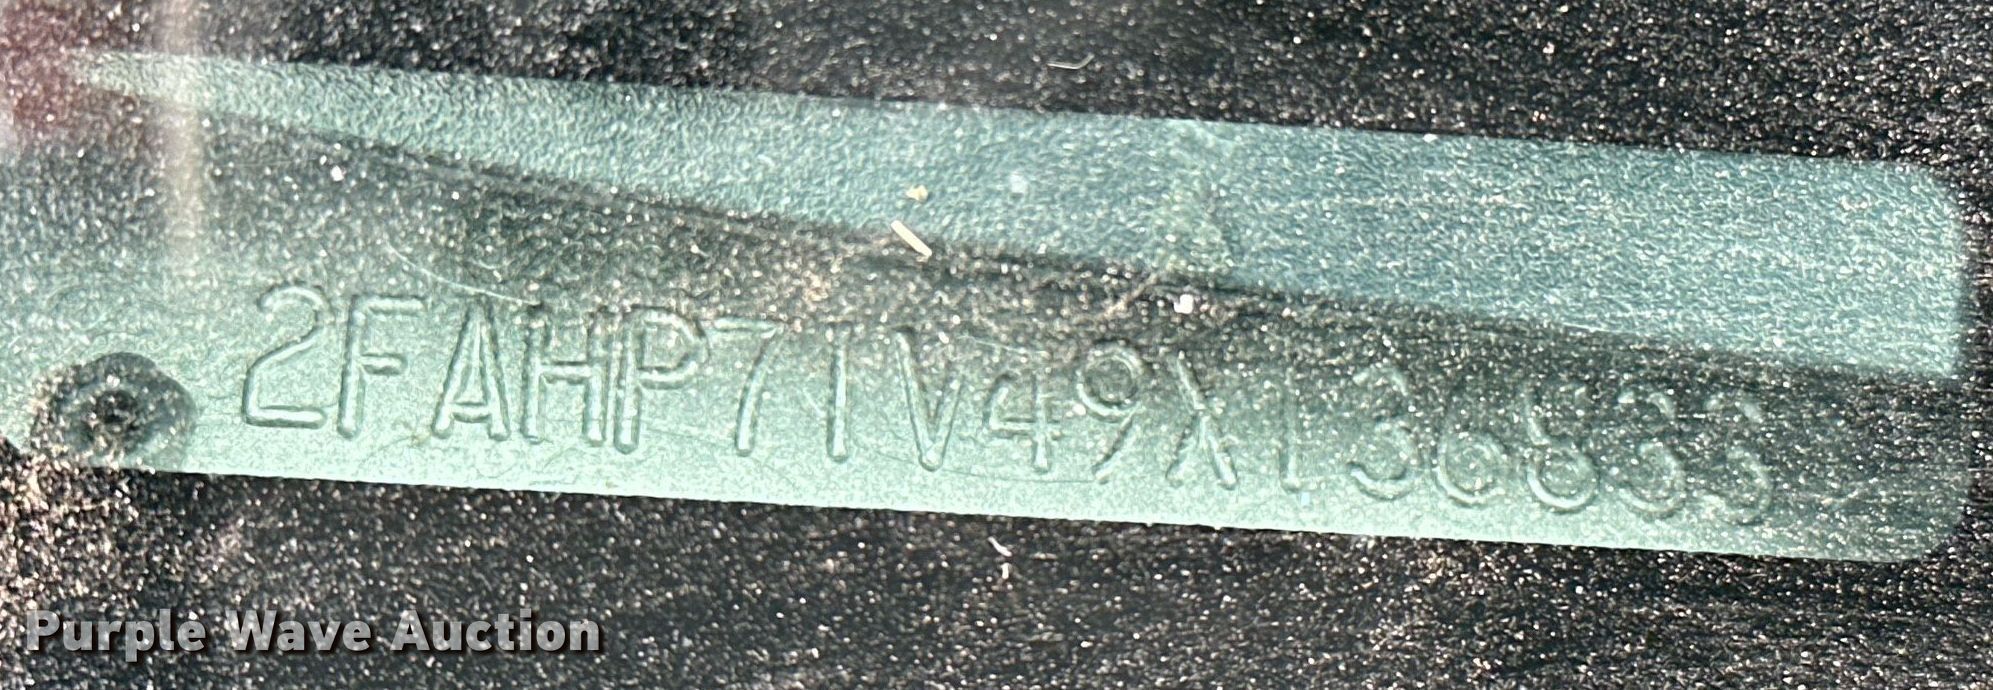 2FAHP71V49X136833
Purple Wave Auction